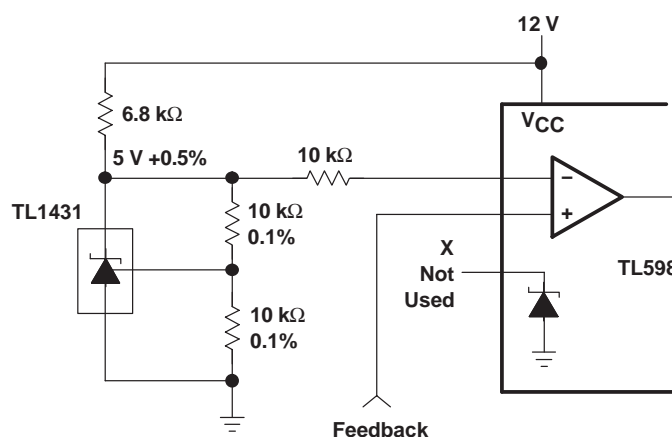 12 V
6.8 kΩ
VCC
5 V +0.5%
10 kΩ
TL1431
10 kΩ
0.1%
−
+
X
Not
Used
TL598
10 kΩ
0.1%
Feedback